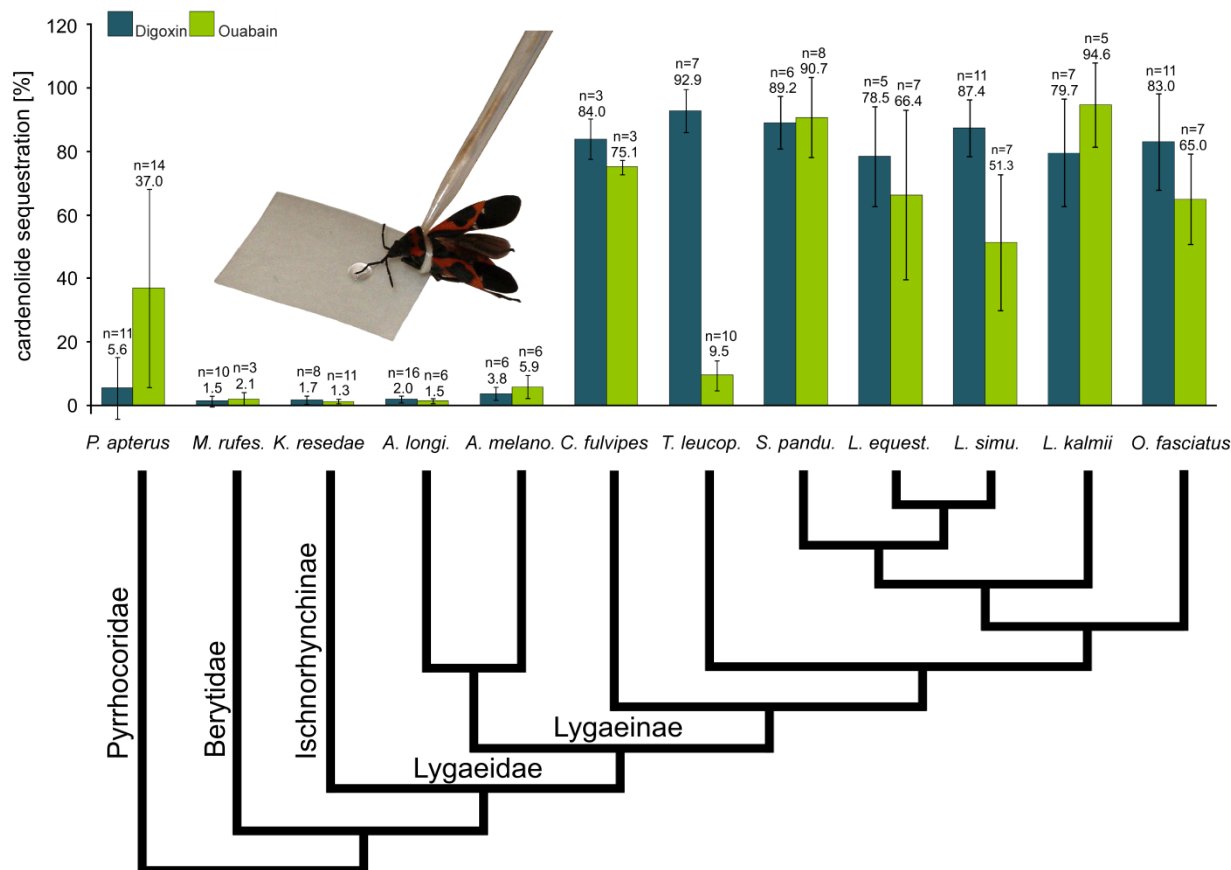 120
100
80
60
40
20
0
cardenolide sequestration [%]
Digoxin
Ouabain
n=11
5.6
n=14
37.0
n=10
1.5
n=3
2.1
n=8
1.7
n=11
1.3
n=16
2.0
n=6
1.5
n=6
3.8
n=6
5.9
n=3
84.0
n=3
75.1
n=7
92.9
n=10
9.5
n=6
89.2
n=8
90.7
n=5
78.5
n=7
66.4
n=11
87.4
n=7
51.3
n=7
79.7
n=5
94.6
n=11
83.0
n=7
65.0
P. apterus
M. rufes.
K. resedae
A. longi.
A. melano.
C. fulvipes
T. leucop.
S. pandu.
L. equest.
L. simu.
L. kalmii
O. fasciatus
Pyrrhocoridae
Berytidae
Ischnorhynchinae
Lygaeinae
Lygaeidae